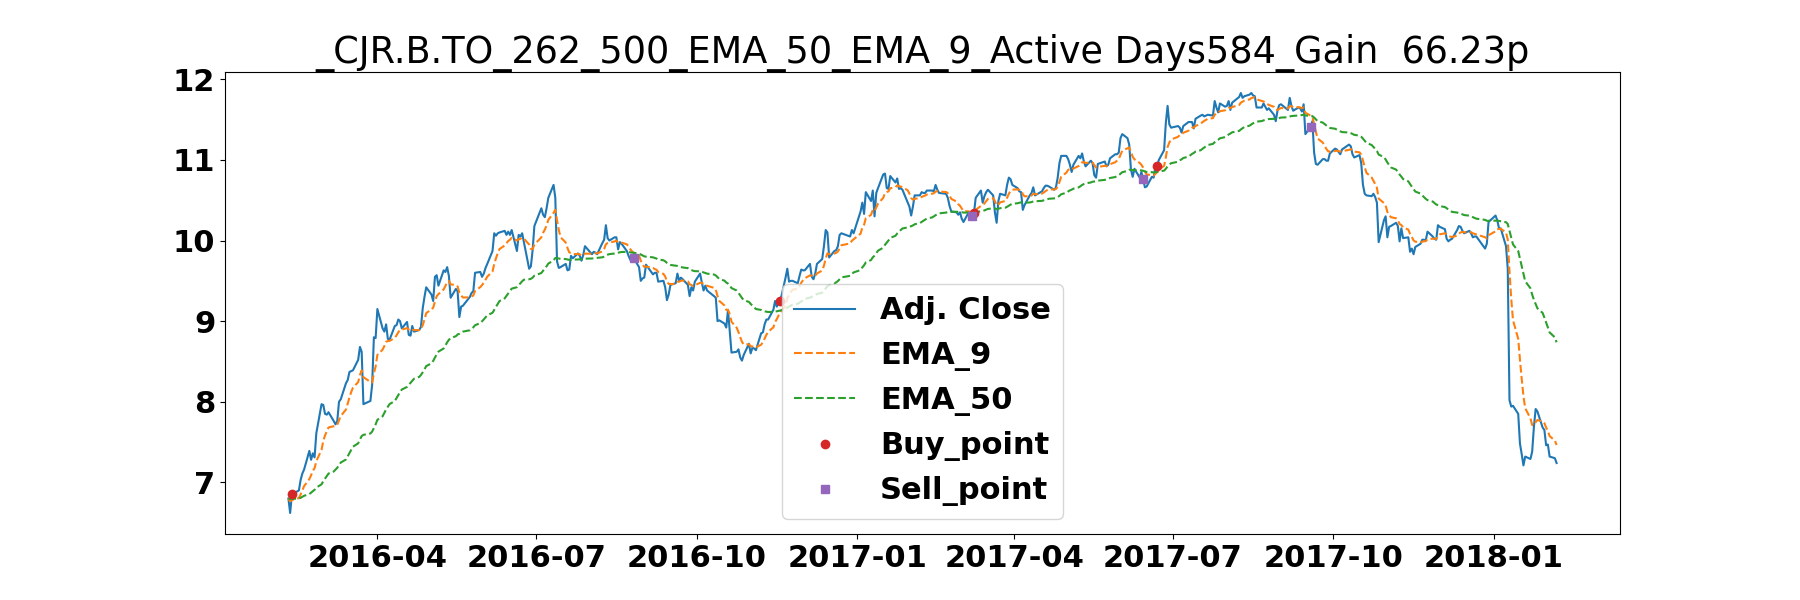 _CJR.B.TO_262_500_EMA_50_EMA_9_Active Days584_Gain  66.23p
12
11
10
9
8
7
Adj. Close
EMA_9
EMA_50
Buy_point
Sell_point
2016-04 2016-07 2016-10 2017-01 2017-04 2017-07 2017-10 2018-01